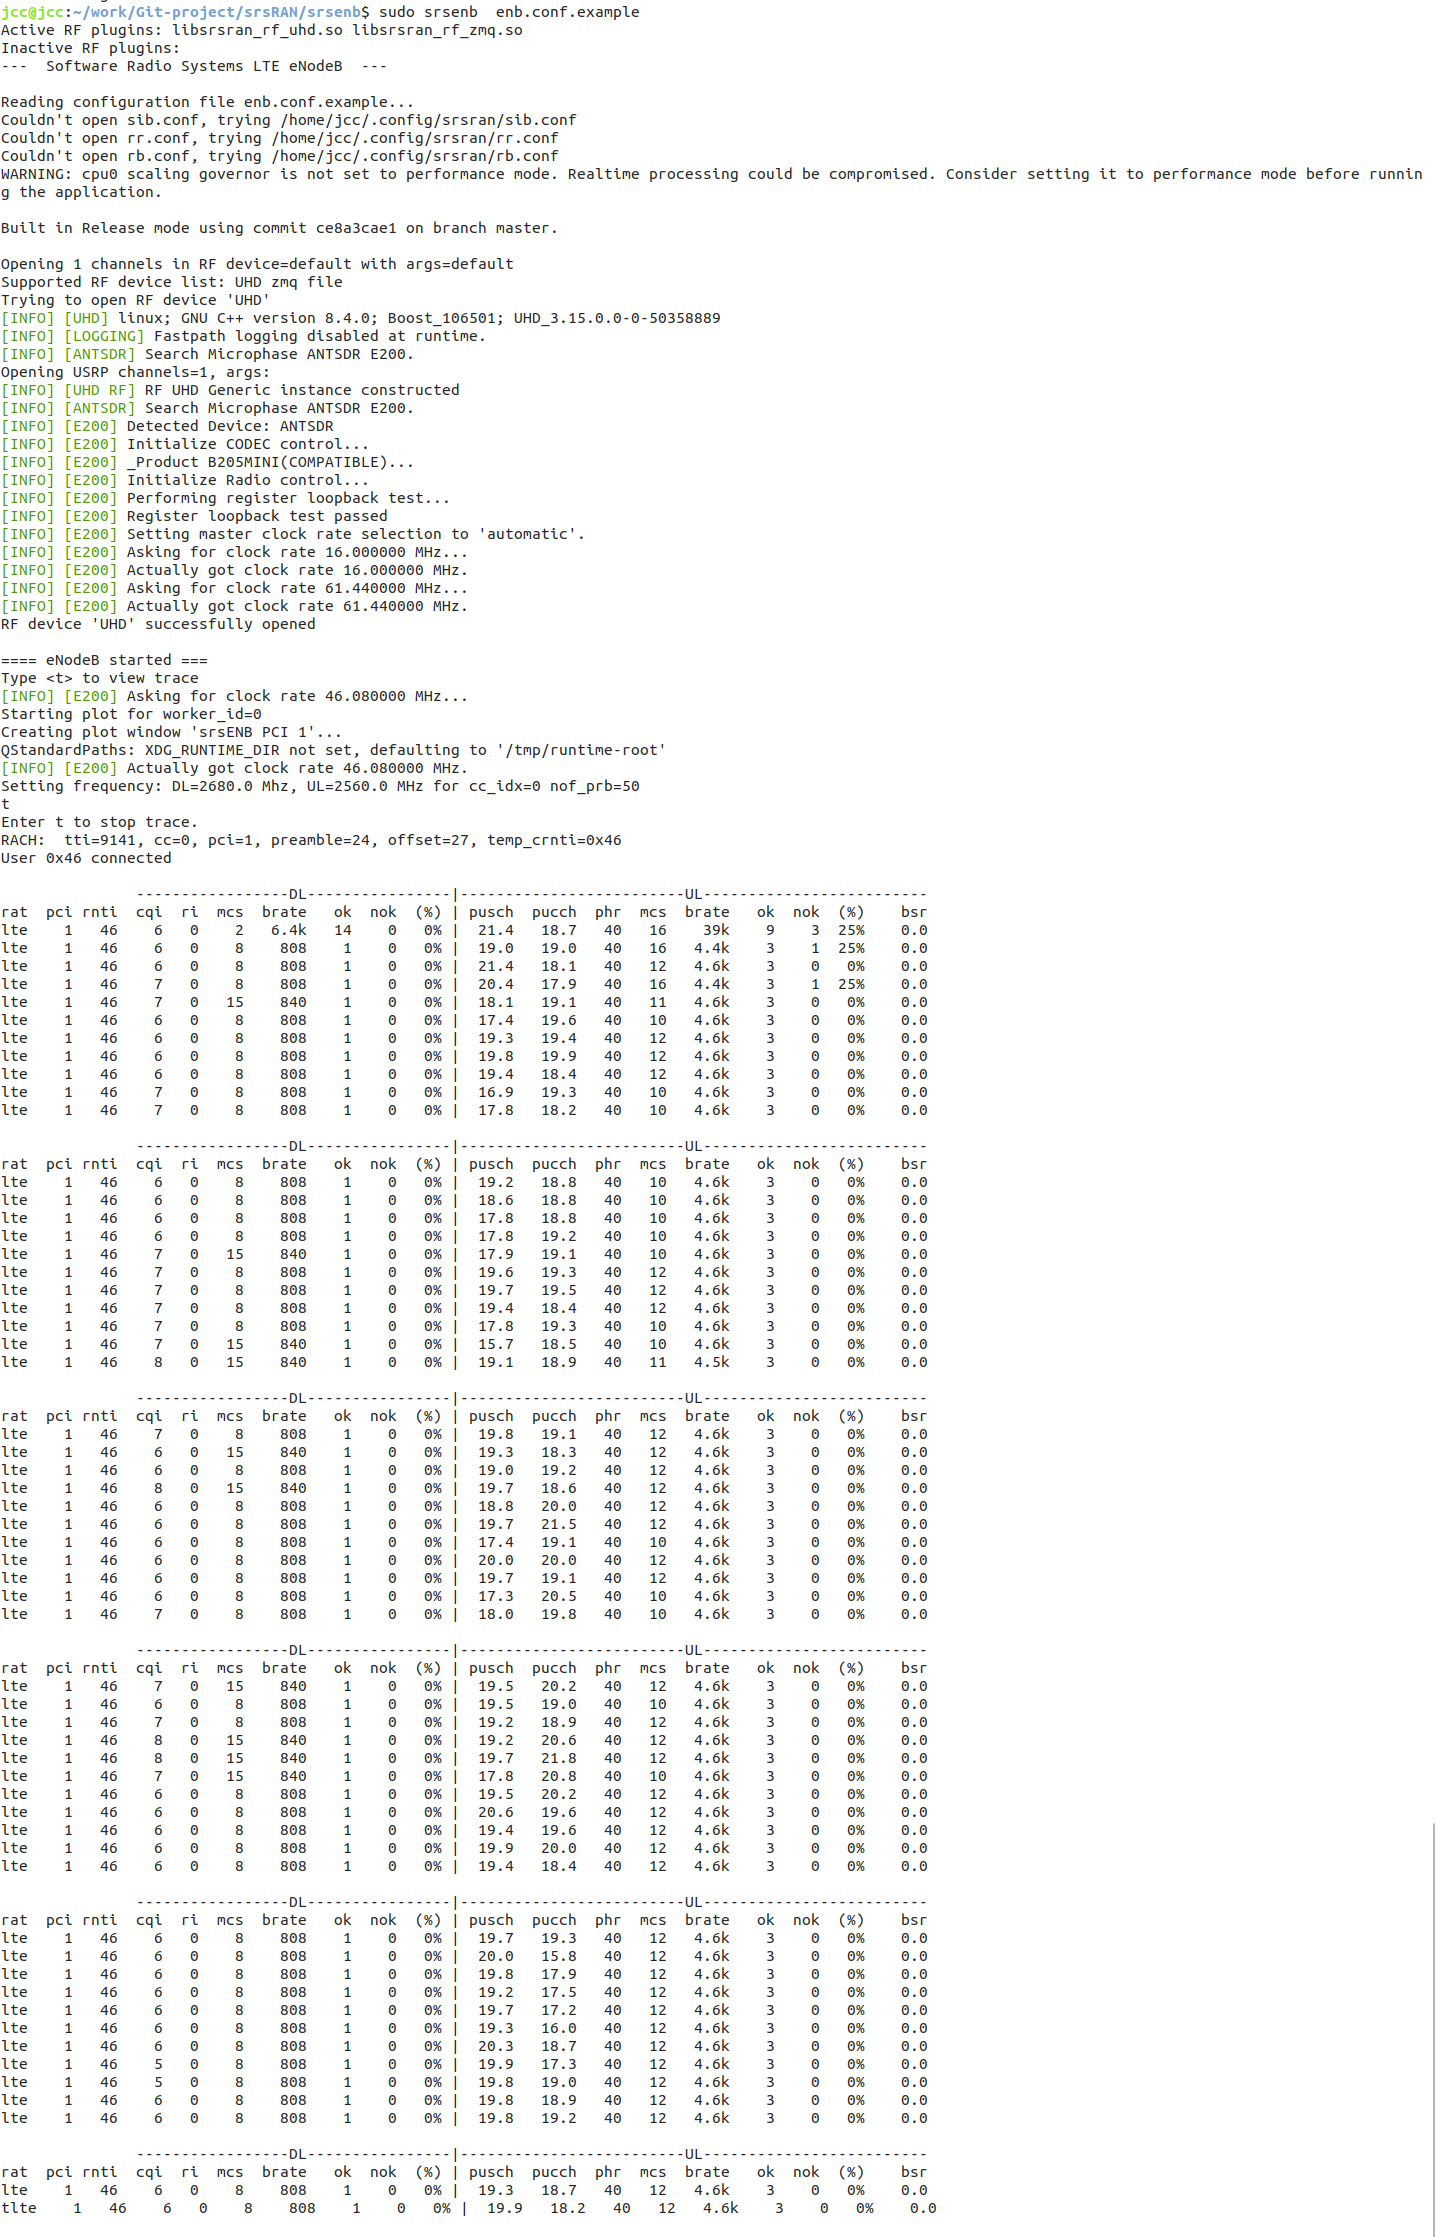 jcc@jcc:~/work/Git-project/srsRAN/srsenb$ sudo srsenb  enb.conf.example
Active RF plugins: libsrsran_rf_uhd.so libsrsran_rf_zmq.so
Inactive RF plugins:
---  Software Radio Systems LTE eNodeB  ---
Reading configuration file enb.conf.example...
Couldn't open sib.conf, trying /home/jcc/.config/srsran/sib.conf
Couldn't open rr.conf, trying /home/jcc/.config/srsran/rr.conf
Couldn't open rb.conf, trying /home/jcc/.config/srsran/rb.conf
WARNING: cpu0 scaling governor is not set to performance mode. Realtime processing could be compromised. Consider setting it to performance mode before runnin
g the application.
Built in Release mode using commit ce8a3cae1 on branch master.
Opening 1 channels in RF device=default with args=default
Supported RF device list: UHD zmq file
Trying to open RF device 'UHD'
[INFO] [UHD] linux; GNU C++ version 8.4.0; Boost_106501; UHD_3.15.0.0-0-50358889
[INFO] [LOGGING] Fastpath logging disabled at runtime.
[INFO] [ANTSDR] Search Microphase ANTSDR E200.
Opening USRP channels=1, args:
[INFO] [UHD RF] RF UHD Generic instance constructed
[INFO] [ANTSDR] Search Microphase ANTSDR E200.
[INFO] [E200] Detected Device: ANTSDR
[INFO] [E200] Initialize CODEC control...
[INFO] [E200] _Product B205MINI(COMPATIBLE)...
[INFO] [E200] Initialize Radio control...
[INFO] [E200] Performing register loopback test...
[INFO] [E200] Register loopback test passed
[INFO] [E200] Setting master clock rate selection to 'automatic'.
[INFO] [E200] Asking for clock rate 16.000000 MHz...
[INFO] [E200] Actually got clock rate 16.000000 MHz.
[INFO] [E200] Asking for clock rate 61.440000 MHz...
[INFO] [E200] Actually got clock rate 61.440000 MHz.
RF device 'UHD' successfully opened
==== eNodeB started ===
Type <t> to view trace
[INFO] [E200] Asking for clock rate 46.080000 MHz...
Starting plot for worker_id=0
Creating plot window 'srsENB PCI 1'...
QStandardPaths: XDG_RUNTIME_DIR not set, defaulting to '/tmp/runtime-root'
[INFO] [E200] Actually got clock rate 46.080000 MHz.
Setting frequency: DL=2680.0 Mhz, UL=2560.0 MHz for cc_idx=0 nof_prb=50
t
Enter t to stop trace.
RACH:  tti=9141, cc=0, pci=1, preamble=24, offset=27, temp_crnti=0x46
User 0x46 connected
-----------------DL----------------|-------------------------UL-------------------------
rat  pci rnti  cqi  ri  mcs  brate   ok  nok  (%) | pusch  pucch  phr  mcs  brate   ok  nok  (%)    bsr
lte 1 46 6 0 2 6.4k 14 0 0% | 21.4 18.7 40 16 39k 9 3 25% 0.0
lte 1 46 6 0 8 808 1 0 0% | 19.0 19.0 40 16 4.4k 3 1 25% 0.0
lte 1 46 6 0 8 808 1 0 0% | 21.4 18.1 40 12 4.6k 3 0 0% 0.0
lte 1 46 7 0 8 808 1 0 0% | 20.4 17.9 40 16 4.4k 3 1 25% 0.0
lte 1 46 7 0 15 840 1 0 0% | 18.1 19.1 40 11 4.6k 3 0 0% 0.0
lte 1 46 6 0 8 808 1 0 0% | 17.4 19.6 40 10 4.6k 3 0 0% 0.0
lte 1 46 6 0 8 808 1 0 0% | 19.3 19.4 40 12 4.6k 3 0 0% 0.0
lte 1 46 6 0 8 808 1 0 0% | 19.8 19.9 40 12 4.6k 3 0 0% 0.0
lte 1 46 6 0 8 808 1 0 0% | 19.4 18.4 40 12 4.6k 3 0 0% 0.0
lte 1 46 7 0 8 808 1 0 0% | 16.9 19.3 40 10 4.6k 3 0 0% 0.0
lte 1 46 7 0 8 808 1 0 0% | 17.8 18.2 40 10 4.6k 3 0 0% 0.0
-----------------DL----------------|-------------------------UL-------------------------
rat  pci rnti  cqi  ri  mcs  brate   ok  nok  (%) | pusch  pucch  phr  mcs  brate   ok  nok  (%)    bsr
lte 1 46 6 0 8 808 1 0 0% | 19.2 18.8 40 10 4.6k 3 0 0% 0.0
lte 1 46 6 0 8 808 1 0 0% | 18.6 18.8 40 10 4.6k 3 0 0% 0.0
lte 1 46 6 0 8 808 1 0 0% | 17.8 18.8 40 10 4.6k 3 0 0% 0.0
lte 1 46 6 0 8 808 1 0 0% | 17.8 19.2 40 10 4.6k 3 0 0% 0.0
lte 1 46 7 0 15 840 1 0 0% | 17.9 19.1 40 10 4.6k 3 0 0% 0.0
lte 1 46 7 0 8 808 1 0 0% | 19.6 19.3 40 12 4.6k 3 0 0% 0.0
lte 1 46 7 0 8 808 1 0 0% | 19.7 19.5 40 12 4.6k 3 0 0% 0.0
lte 1 46 7 0 8 808 1 0 0% | 19.4 18.4 40 12 4.6k 3 0 0% 0.0
lte 1 46 7 0 8 808 1 0 0% | 17.8 19.3 40 10 4.6k 3 0 0% 0.0
lte 1 46 7 0 15 840 1 0 0% | 15.7 18.5 40 10 4.6k 3 0 0% 0.0
lte 1 46 8 0 15 840 1 0 0% | 19.1 18.9 40 11 4.5k 3 0 0% 0.0
-----------------DL----------------|-------------------------UL-------------------------
rat  pci rnti  cqi  ri  mcs  brate   ok  nok  (%) | pusch  pucch  phr  mcs  brate   ok  nok  (%)    bsr
lte 1 46 7 0 8 808 1 0 0% | 19.8 19.1 40 12 4.6k 3 0 0% 0.0
lte 1 46 6 0 15 840 1 0 0% | 19.3 18.3 40 12 4.6k 3 0 0% 0.0
lte 1 46 6 0 8 808 1 0 0% | 19.0 19.2 40 12 4.6k 3 0 0% 0.0
lte 1 46 8 0 15 840 1 0 0% | 19.7 18.6 40 12 4.6k 3 0 0% 0.0
lte 1 46 6 0 8 808 1 0 0% | 18.8 20.0 40 12 4.6k 3 0 0% 0.0
lte 1 46 6 0 8 808 1 0 0% | 19.7 21.5 40 12 4.6k 3 0 0% 0.0
lte 1 46 6 0 8 808 1 0 0% | 17.4 19.1 40 10 4.6k 3 0 0% 0.0
lte 1 46 6 0 8 808 1 0 0% | 20.0 20.0 40 12 4.6k 3 0 0% 0.0
lte 1 46 6 0 8 808 1 0 0% | 19.7 19.1 40 12 4.6k 3 0 0% 0.0
lte 1 46 6 0 8 808 1 0 0% | 17.3 20.5 40 10 4.6k 3 0 0% 0.0
lte 1 46 7 0 8 808 1 0 0% | 18.0 19.8 40 10 4.6k 3 0 0% 0.0
-----------------DL----------------|-------------------------UL-------------------------
rat  pci rnti  cqi  ri  mcs  brate   ok  nok  (%) | pusch  pucch  phr  mcs  brate   ok  nok  (%)    bsr
lte 1 46 7 0 15 840 1 0 0% | 19.5 20.2 40 12 4.6k 3 0 0% 0.0
lte 1 46 6 0 8 808 1 0 0% | 19.5 19.0 40 10 4.6k 3 0 0% 0.0
lte 1 46 7 0 8 808 1 0 0% | 19.2 18.9 40 12 4.6k 3 0 0% 0.0
lte 1 46 8 0 15 840 1 0 0% | 19.2 20.6 40 12 4.6k 3 0 0% 0.0
lte 1 46 8 0 15 840 1 0 0% | 19.7 21.8 40 12 4.6k 3 0 0% 0.0
lte 1 46 7 0 15 840 1 0 0% | 17.8 20.8 40 10 4.6k 3 0 0% 0.0
lte 1 46 6 0 8 808 1 0 0% | 19.5 20.2 40 12 4.6k 3 0 0% 0.0
lte 1 46 6 0 8 808 1 0 0% | 20.6 19.6 40 12 4.6k 3 0 0% 0.0
lte 1 46 6 0 8 808 1 0 0% | 19.4 19.6 40 12 4.6k 3 0 0% 0.0
lte 1 46 6 0 8 808 1 0 0% | 19.9 20.0 40 12 4.6k 3 0 0% 0.0
lte 1 46 6 0 8 808 1 0 0% | 19.4 18.4 40 12 4.6k 3 0 0% 0.0
-----------------DL----------------|-------------------------UL-------------------------
rat  pci rnti  cqi  ri  mcs  brate   ok  nok  (%) | pusch  pucch  phr  mcs  brate   ok  nok  (%)    bsr
lte 1 46 6 0 8 808 1 0 0% | 19.7 19.3 40 12 4.6k 3 0 0% 0.0
lte 1 46 6 0 8 808 1 0 0% | 20.0 15.8 40 12 4.6k 3 0 0% 0.0
lte 1 46 6 0 8 808 1 0 0% | 19.8 17.9 40 12 4.6k 3 0 0% 0.0
lte 1 46 6 0 8 808 1 0 0% | 19.2 17.5 40 12 4.6k 3 0 0% 0.0
lte 1 46 6 0 8 808 1 0 0% | 19.7 17.2 40 12 4.6k 3 0 0% 0.0
lte 1 46 6 0 8 808 1 0 0% | 19.3 16.0 40 12 4.6k 3 0 0% 0.0
lte 1 46 6 0 8 808 1 0 0% | 20.3 18.7 40 12 4.6k 3 0 0% 0.0
lte 1 46 5 0 8 808 1 0 0% | 19.9 17.3 40 12 4.6k 3 0 0% 0.0
lte 1 46 5 0 8 808 1 0 0% | 19.8 19.0 40 12 4.6k 3 0 0% 0.0
lte 1 46 6 0 8 808 1 0 0% | 19.8 18.9 40 12 4.6k 3 0 0% 0.0
lte 1 46 6 0 8 808 1 0 0% | 19.8 19.2 40 12 4.6k 3 0 0% 0.0
-----------------DL----------------|-------------------------UL-------------------------
rat  pci rnti  cqi  ri  mcs  brate   ok  nok  (%) | pusch  pucch  phr  mcs  brate   ok  nok  (%)    bsr
lte 1 46 6 0 8 808 1 0 0% | 19.3 18.7 40 12 4.6k 3 0 0% 0.0
tlte 1 46 6 0 8 808 1 0 0% | 19.9 18.2 40 12 4.6k 3 0 0% 0.0